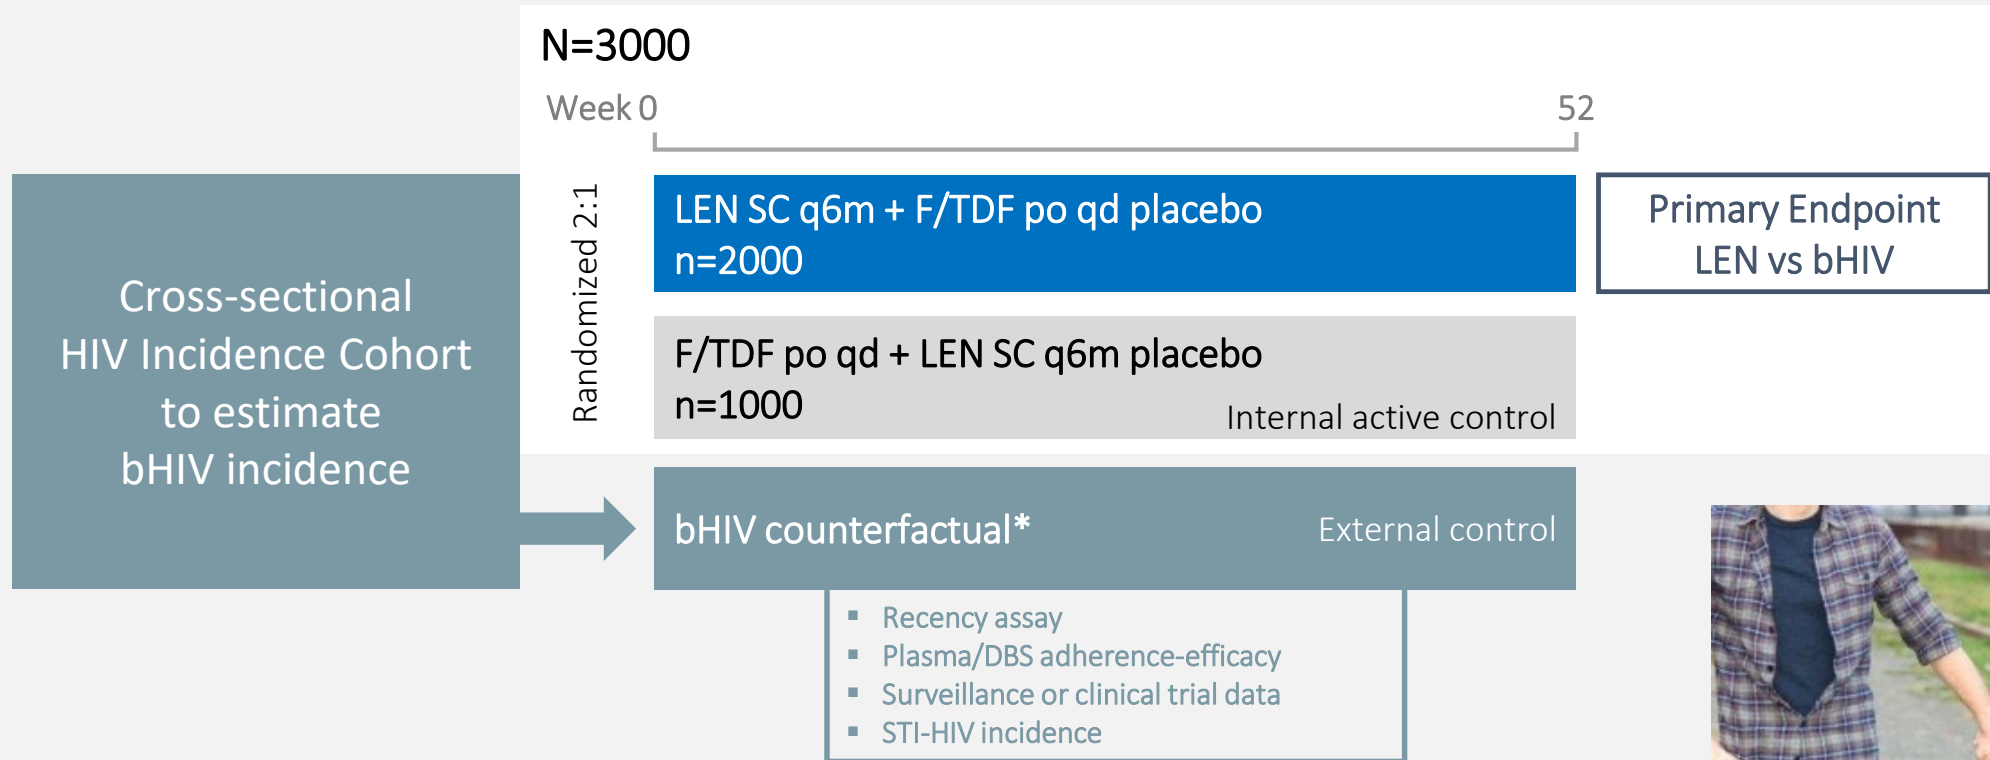 N=3000
Week 0
52
Cross-sectional
HIV Incidence Cohort
to estimate
bHIV incidence
Randomized 2:1
LEN SC q6m + F/TDF po qd placebo
n=2000
Primary Endpoint
LEN vs bHIV
F/TDF po qd + LEN SC q6m placebo
n=1000
Internal active control
bHIV counterfactual*
External control
▪ Recency assay
▪ Plasma/DBS adherence-efficacy
▪ Surveillance or clinical trial data
▪ STI-HIV incidence